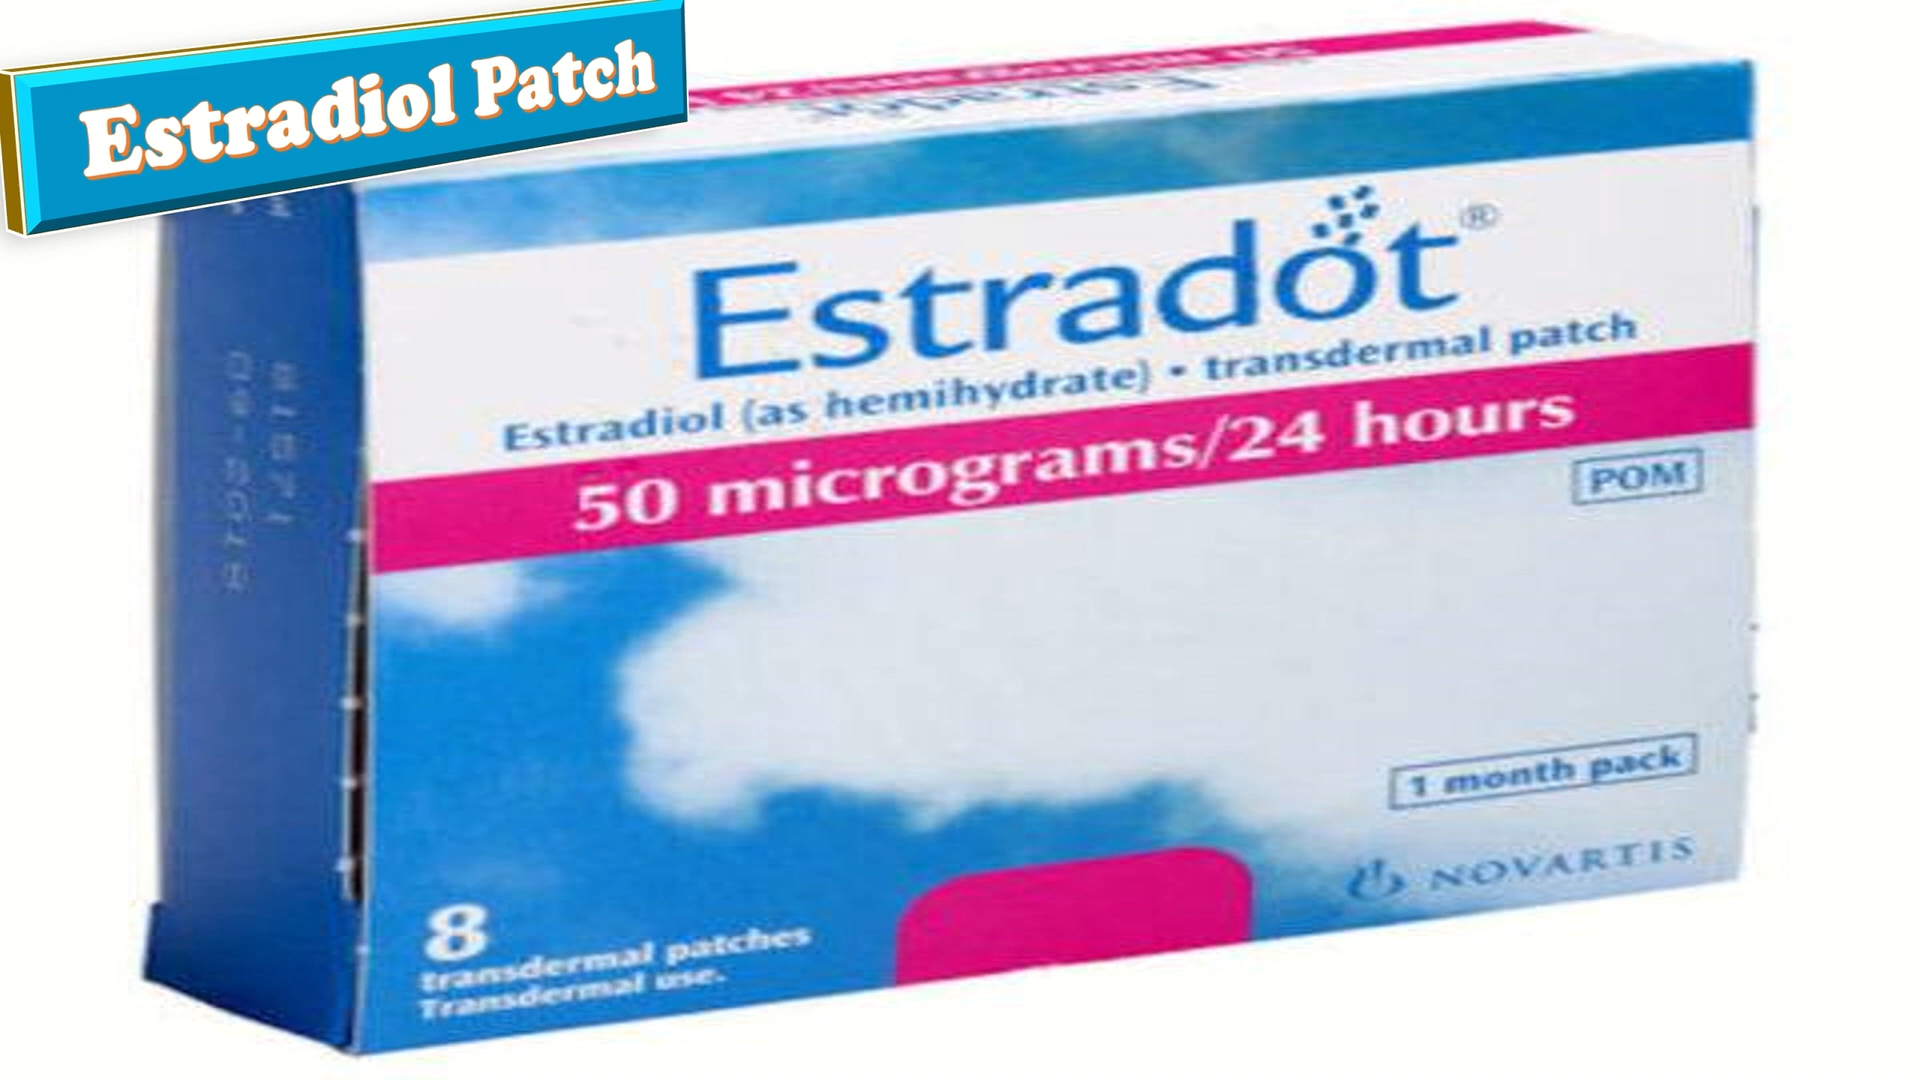 Estradiol Patch
Estradot®
Estradiol (as hemihydrate) • transdermal patch
50 micrograms/24 hours
POM
1 month pack
NOVARTIS
8
transdermal patches
Transdermal use.